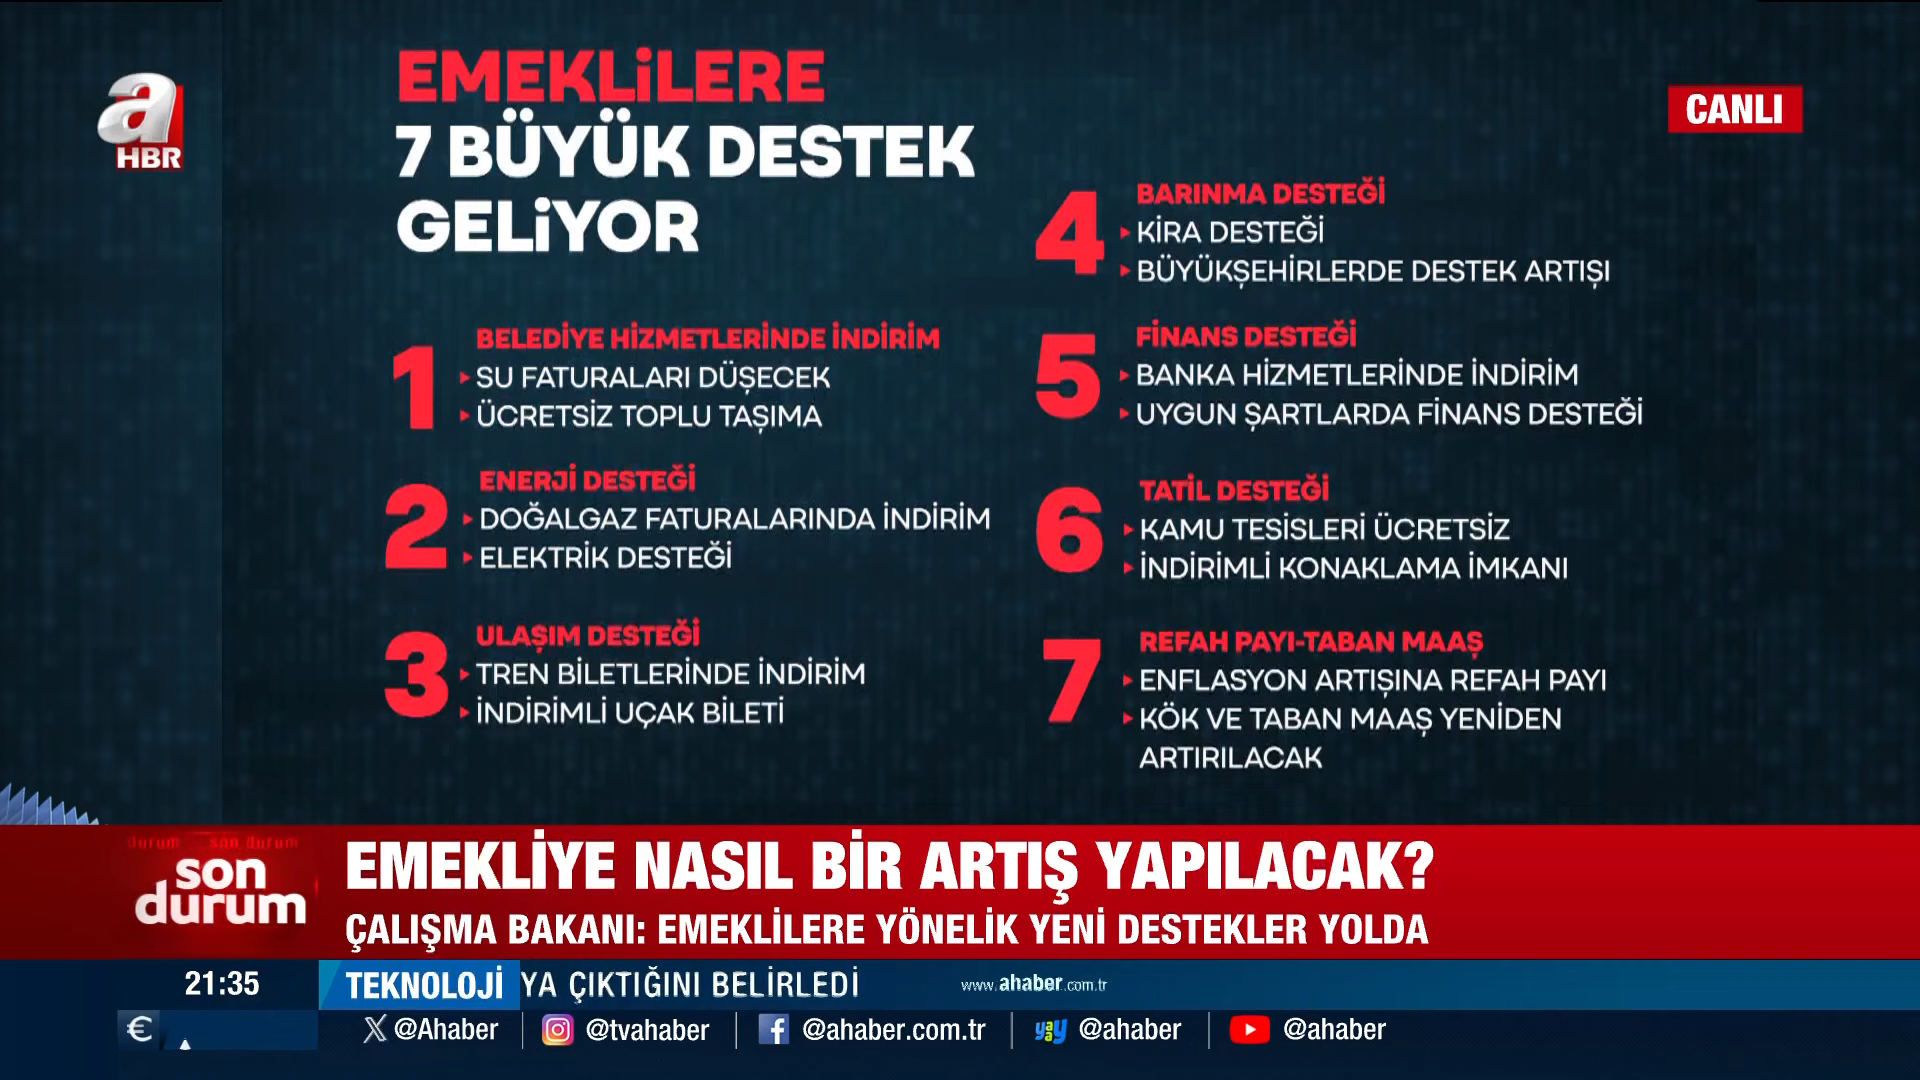 EMEKLİLERE
7 BÜYÜK DESTEK
GELİYOR
a
HBR
CANLI
1
BELEDİYE HİZMETLERİNDE İNDİRİM
SU FATURALARI DÜŞECEK
ÜCRETSİZ TOPLU TAŞIMA
2
ENERJİ DESTEĞİ
DOĞALGAZ FATURALARINDA İNDİRİM
ELEKTRİK DESTEĞİ
3
ULAŞIM DESTEĞİ
TREN BİLETLERİNDE İNDİRİM
İNDİRİMLİ UÇAK BİLETİ
4
BARINMA DESTEĞİ
KİRA DESTEĞİ
BÜYÜKŞEHİRLERDE DESTEK ARTIŞI
5
FİNANS DESTEĞİ
BANKA HİZMETLERİNDE İNDİRİM
UYGUN ŞARTLARDA FİNANS DESTEĞİ
6
TATİL DESTEĞİ
KAMU TESİSLERİ ÜCRETSİZ
İNDİRİMLİ KONAKLAMA İMKANI
7
REFAH PAYI-TABAN MAAŞ
ENFLASYON ARTIŞINA REFAH PAYI
KÖK VE TABAN MAAŞ YENİDEN
ARTIRILACAK
durum son durum
son
durum
EMEKLİYE NASIL BİR ARTIŞ YAPILACAK?
ÇALIŞMA BAKANI: EMEKLİLERE YÖNELİK YENİ DESTEKLER YOLDA
21:35
TEKNOLOJİ YA ÇIKTIĞINI BELİRLEDİ
www.ahaber.com.tr
€
@Ahaber
@tvahaber
@ahaber.com.tr
yaay @ahaber
@ahaber